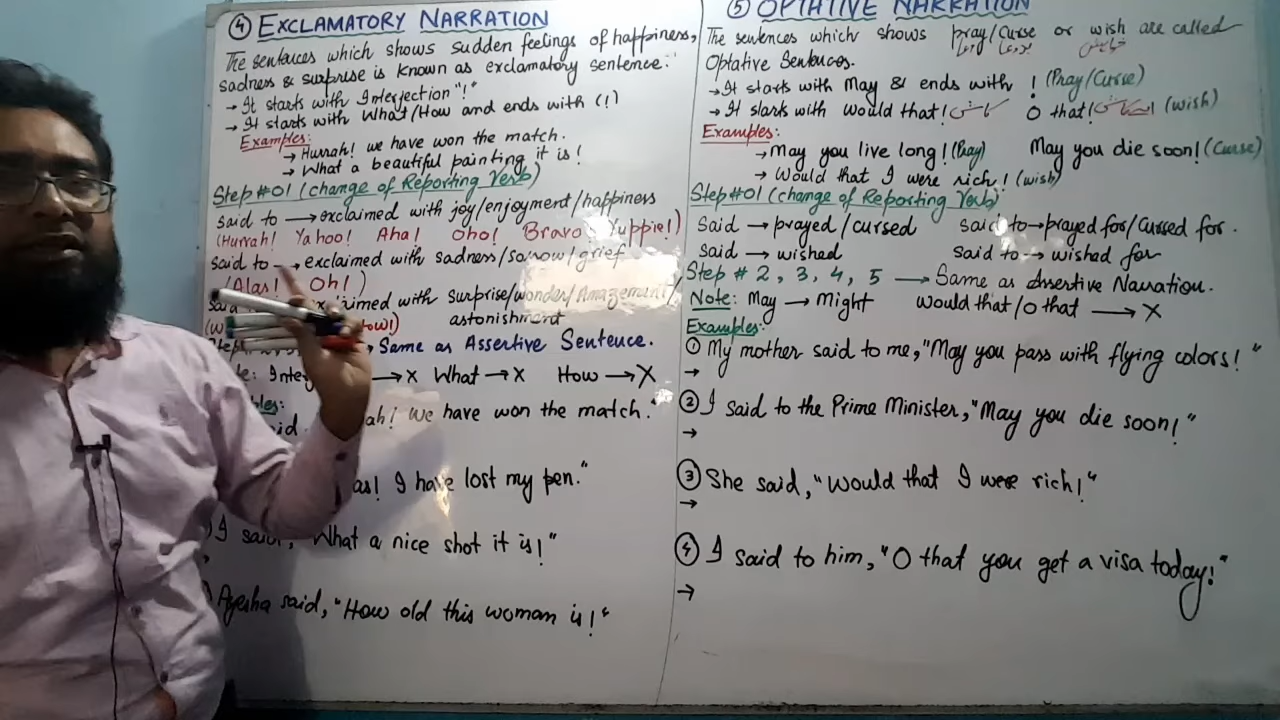 ④ EXCLAMATORY NARRATION
The sentences which shows sudden feelings of happiness,
sadness & surprise is known as exclamatory sentence.
→ It starts with Interjection "!"
→ It starts with What/How and ends with (!)
Examples:
→ Hurrah! we have won the match.
→ What a beautiful painting it is!
Step #01 (change of Reporting Verb)
said to → exclaimed with joy/enjoyment/happiness
(Hurrah! Yahoo! Aha! Oho! Bravo! Yuppie!)
said to → exclaimed with sadness/sorrow/grief
(Alas! Oh!)
exclaimed with surprise/wonder/Amazement/
astonishment
Same as Assertive Sentence.
→ X What → X How → X
We have won the match."
I have lost my pen."
I said, "What a nice shot it is!"
Ayesha said, "How old this woman is!"
⑤ OPTATIVE NARRATION
The sentences which shows pray/curse or wish are called
دعا بددعا خواہش
Optative Sentences.
→ It starts with May & ends with ! (Pray/Curse)
→ It starts with Would that! کاش O that! (wish)
Examples:
→ May you live long! (Pray) May you die soon! (Curse)
→ Would that I were rich! (wish)
Step #01 (change of Reporting Verb)
Said → prayed/cursed said to → prayed for/Cursed for.
Said → wished said to → wished for
Step # 2, 3, 4, 5 → Same as Assertive Narration.
Note: May → Might would that/O that → X
Examples:
① My mother said to me, "May you pass with flying colors!"
→
② I said to the Prime Minister, "May you die soon!"
→
③ She said, "Would that I were rich!"
→
④ I said to him, "O that you get a visa today!"
→